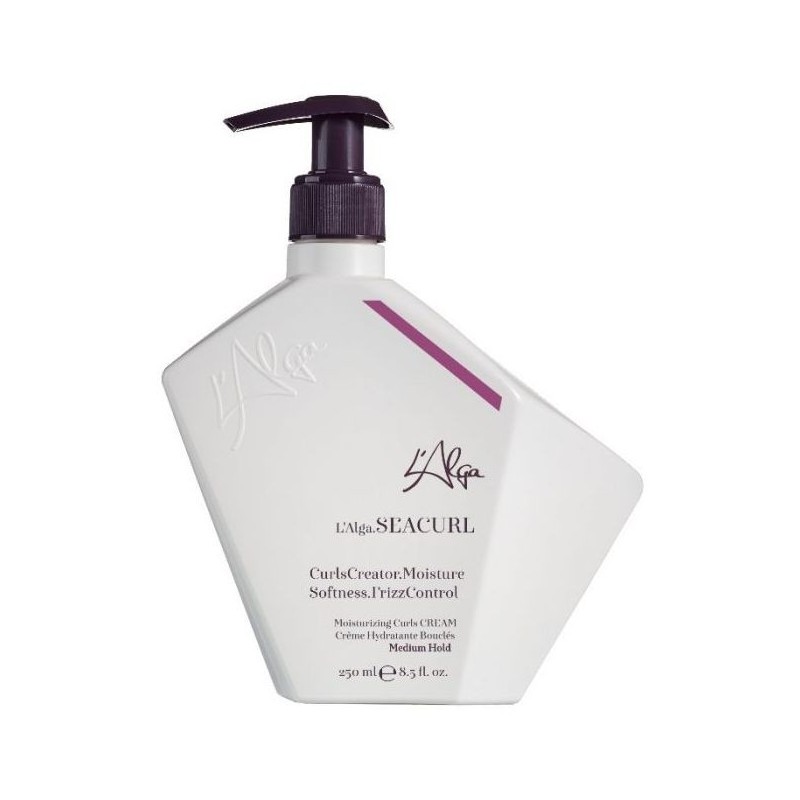 L'Alga
L'Alga
L'Alga.SEACURL
CurlsCreator.Moisture
Softness.FrizzControl
Moisturizing Curls CREAM
Crème Hydratante Bouclés
Medium Hold
250 ml ℮ 8.5 fl. oz.